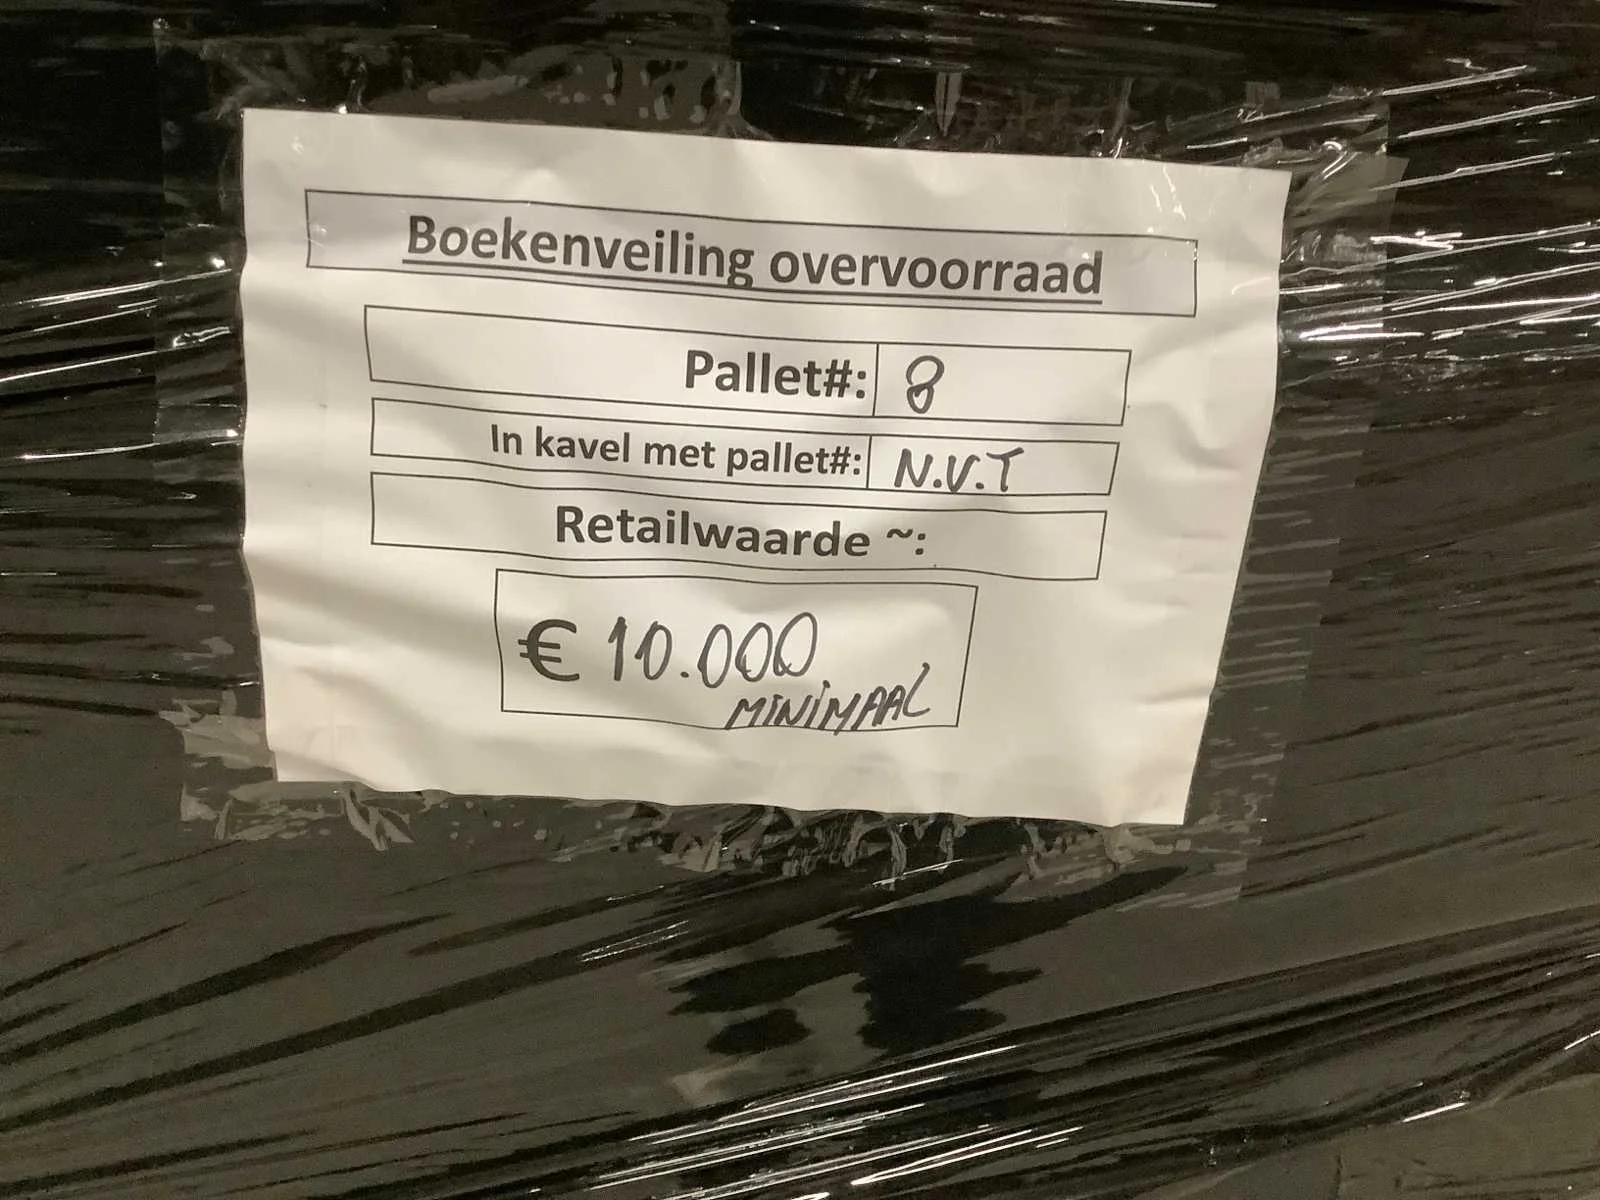 Boekenveiling overvoorraad
Pallet#: 8
In kavel met pallet#: N.V.T
Retailwaarde ~:
€ 10.000
MINIMAAL